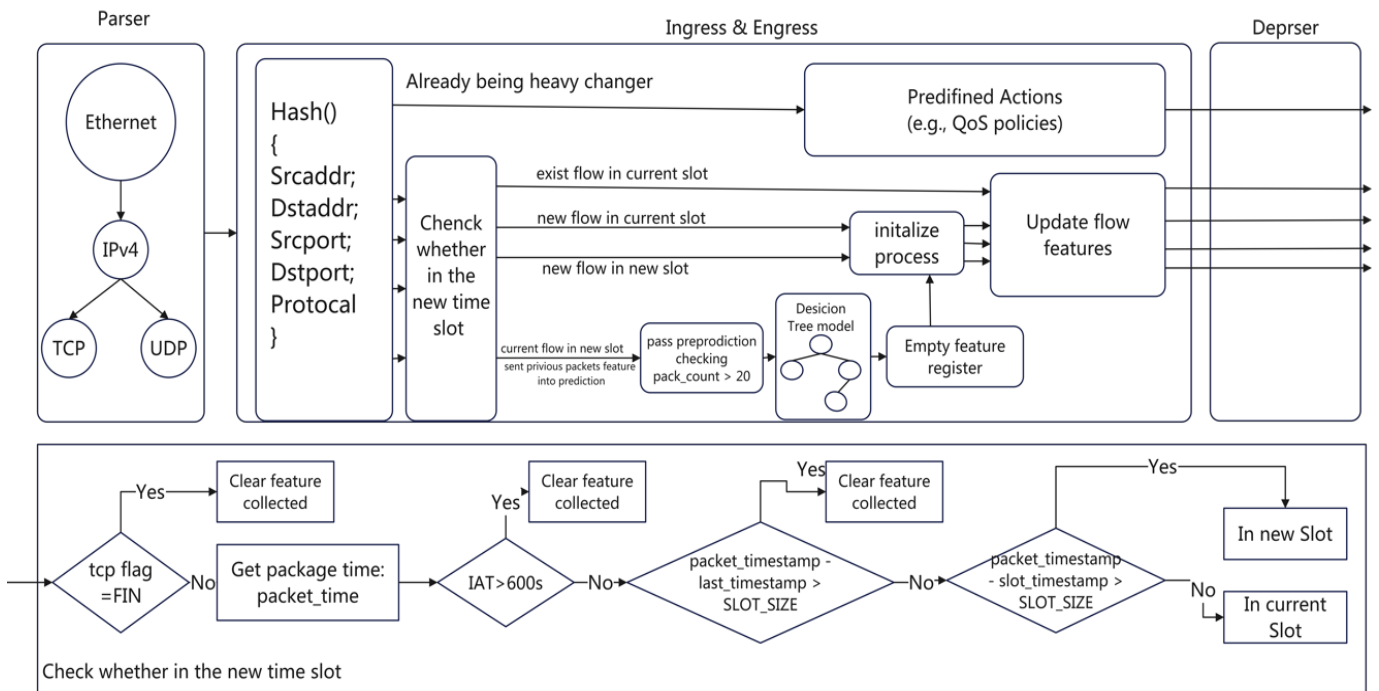 Parser
Ingress & Engress
Deprser
Ethernet
IPv4
TCP
UDP
Hash()
{
Srcaddr;
Dstaddr;
Srcport;
Dstport;
Protocal
}
Already being heavy changer
Predifined Actions
(e.g., QoS policies)
Chenck
whether
in the
new time
slot
exist flow in current slot
new flow in current slot
new flow in new slot
initalize
process
Update flow
features
current flow in new slot
sent privious packets feature
into prediction
pass preprodiction
checking
pack_count > 20
Desicion
Tree model
Empty feature
register
tcp flag
=FIN
Yes
Clear feature
collected
No
Get package time:
packet_time
IAT>600s
Yes
Clear feature
collected
No
packet_timestamp -
last_timestamp >
SLOT_SIZE
Yes
Clear feature
collected
No
packet_timestamp
- slot_timestamp >
SLOT_SIZE
Yes
In new Slot
No
In current
Slot
Check whether in the new time slot